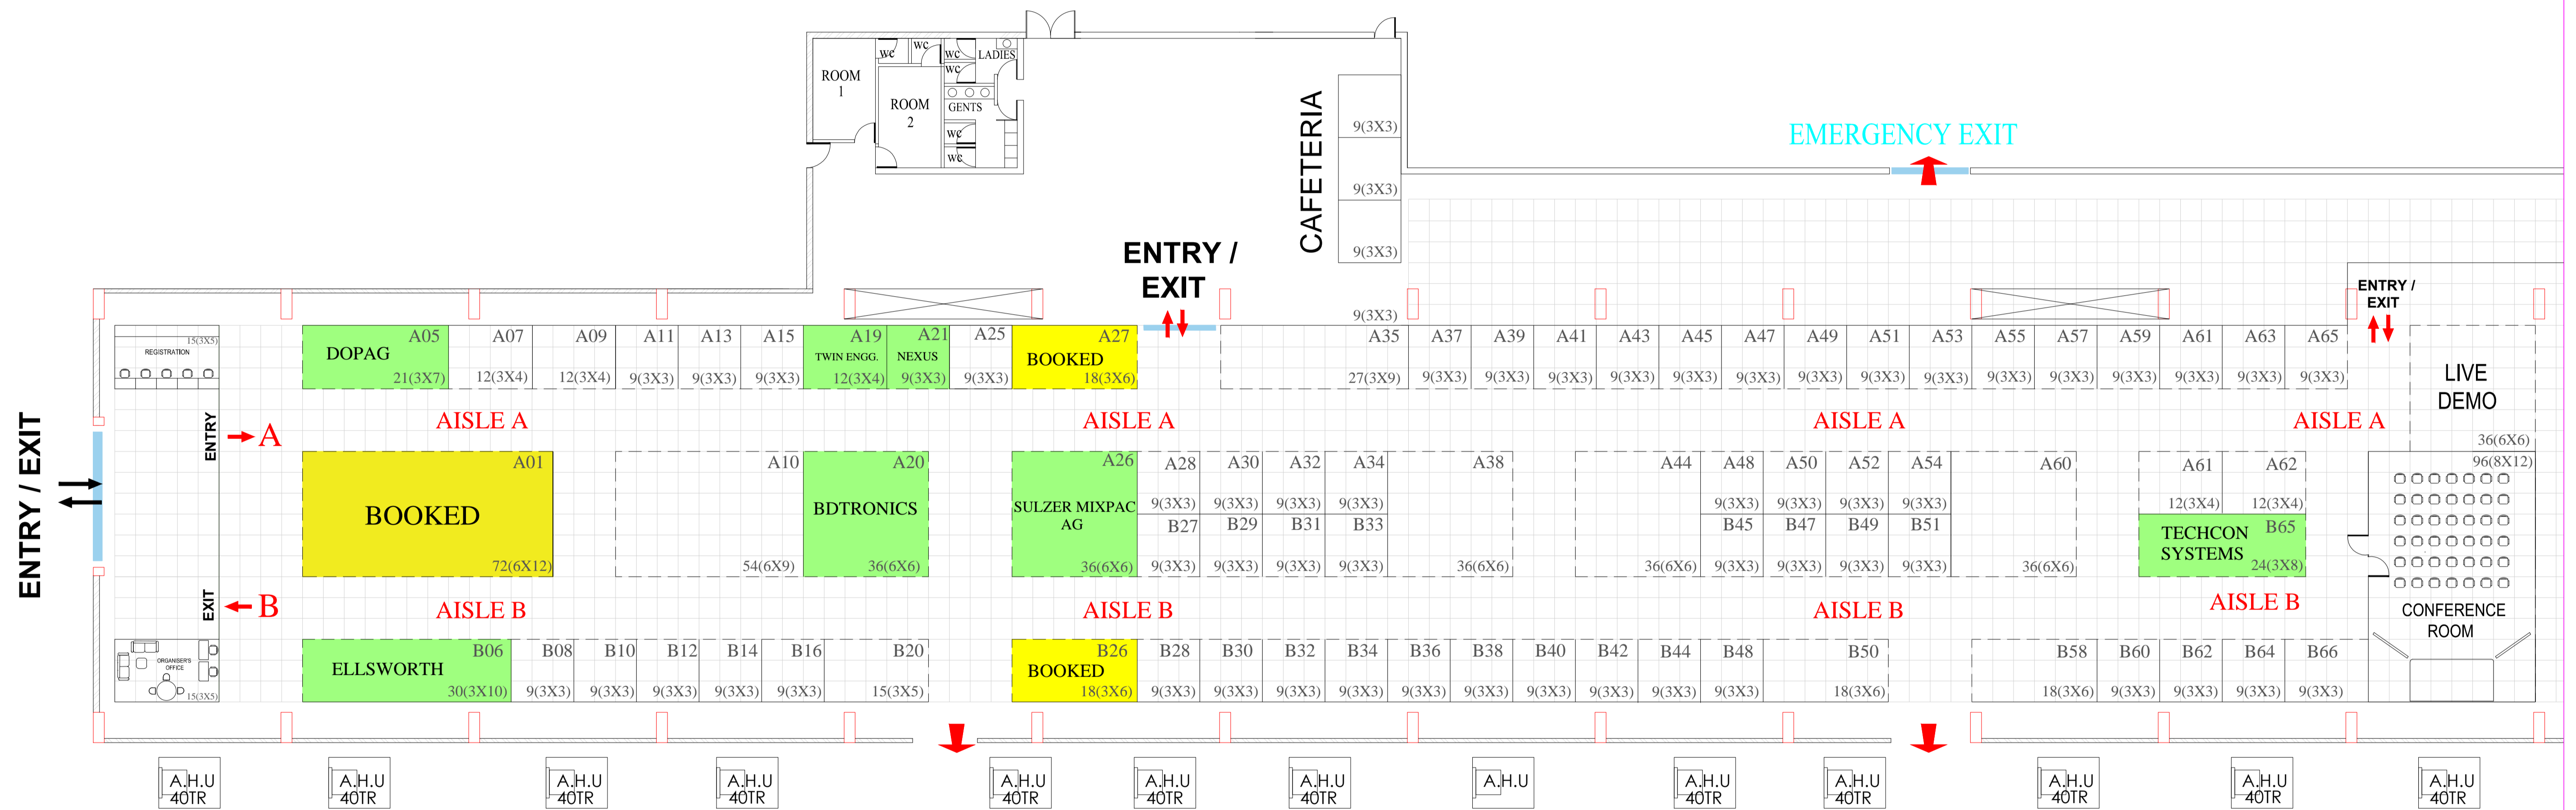 wc
wc
wc
LADIES
wc
ROOM
1
ROOM
2
GENTS
wc
wc
CAFETERIA
9(3X3)
9(3X3)
9(3X3)
9(3X3)
EMERGENCY EXIT
ENTRY /
EXIT
ENTRY /
EXIT
15(3X5)
REGISTRATION
A05
DOPAG
21(3X7)
A07
12(3X4)
A09
12(3X4)
A11
9(3X3)
A13
9(3X3)
A15
9(3X3)
A19
TWIN ENGG.
12(3X4)
A21
NEXUS
9(3X3)
A25
9(3X3)
A27
BOOKED
18(3X6)
A35
27(3X9)
A37
9(3X3)
A39
9(3X3)
A41
9(3X3)
A43
9(3X3)
A45
9(3X3)
A47
9(3X3)
A49
9(3X3)
A51
9(3X3)
A53
9(3X3)
A55
9(3X3)
A57
9(3X3)
A59
9(3X3)
A61
9(3X3)
A63
9(3X3)
A65
9(3X3)
LIVE
DEMO
36(6X6)
AISLE A
AISLE A
AISLE A
AISLE A
ENTRY / EXIT
ENTRY
A
A01
BOOKED
72(6X12)
A10
54(6X9)
A20
BDTRONICS
36(6X6)
A26
SULZER MIXPAC
AG
36(6X6)
A28
9(3X3)
A30
9(3X3)
A32
9(3X3)
A34
9(3X3)
B27
9(3X3)
B29
9(3X3)
B31
9(3X3)
B33
9(3X3)
A38
36(6X6)
A44
36(6X6)
A48
9(3X3)
A50
9(3X3)
A52
9(3X3)
A54
9(3X3)
B45
9(3X3)
B47
9(3X3)
B49
9(3X3)
B51
9(3X3)
A60
36(6X6)
A61
12(3X4)
A62
12(3X4)
B65
TECHCON
SYSTEMS
24(3X8)
96(8X12)
CONFERENCE
ROOM
EXIT
B
AISLE B
AISLE B
AISLE B
AISLE B
ORGANISER'S
OFFICE
15(3X5)
B06
ELLSWORTH
30(3X10)
B08
9(3X3)
B10
9(3X3)
B12
9(3X3)
B14
9(3X3)
B16
9(3X3)
B20
15(3X5)
B26
BOOKED
18(3X6)
B28
9(3X3)
B30
9(3X3)
B32
9(3X3)
B34
9(3X3)
B36
9(3X3)
B38
9(3X3)
B40
9(3X3)
B42
9(3X3)
B44
9(3X3)
B48
9(3X3)
B50
18(3X6)
B58
18(3X6)
B60
9(3X3)
B62
9(3X3)
B64
9(3X3)
B66
9(3X3)
A.H.U
40TR
A.H.U
40TR
A.H.U
40TR
A.H.U
40TR
A.H.U
40TR
A.H.U
40TR
A.H.U
40TR
A.H.U
A.H.U
40TR
A.H.U
40TR
A.H.U
40TR
A.H.U
40TR
A.H.U
40TR